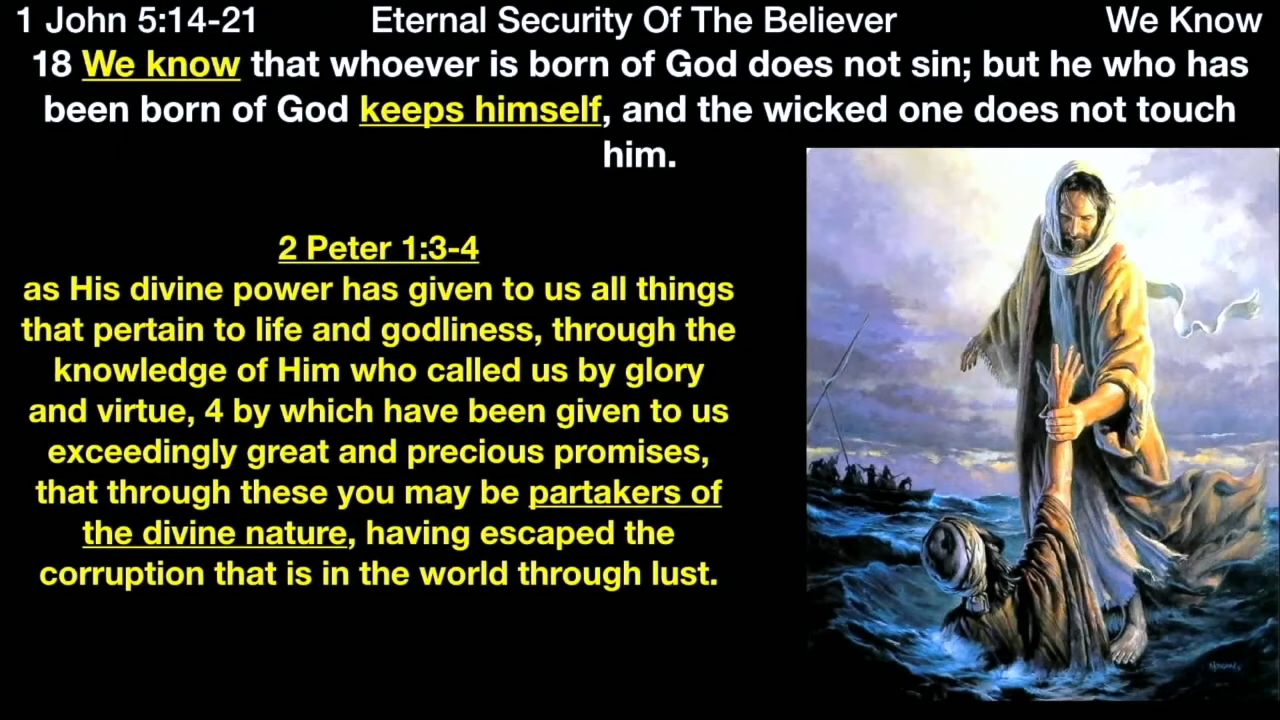 1 John 5:14-21 Eternal Security Of The Believer We Know
18 We know that whoever is born of God does not sin; but he who has
been born of God keeps himself, and the wicked one does not touch
him.
2 Peter 1:3-4
as His divine power has given to us all things
that pertain to life and godliness, through the
knowledge of Him who called us by glory
and virtue, 4 by which have been given to us
exceedingly great and precious promises,
that through these you may be partakers of
the divine nature, having escaped the
corruption that is in the world through lust.